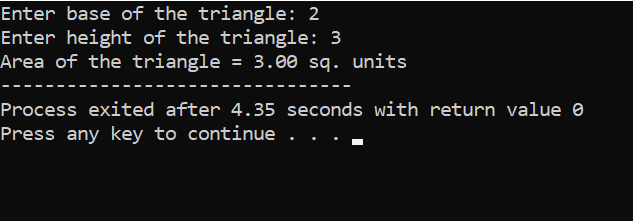 Enter base of the triangle: 2
Enter height of the triangle: 3
Area of the triangle = 3.00 sq. units
--------------------------------
Process exited after 4.35 seconds with return value 0
Press any key to continue . . .